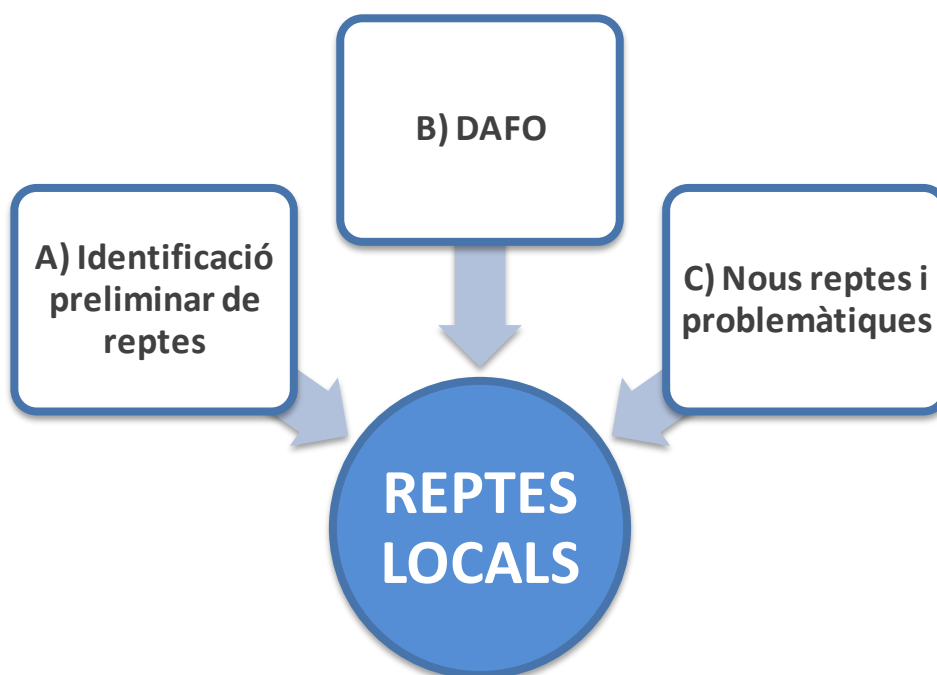 B) DAFO
A) Identificació
preliminar de
reptes
C) Nous reptes i
problemàtiques
REPTES
LOCALS